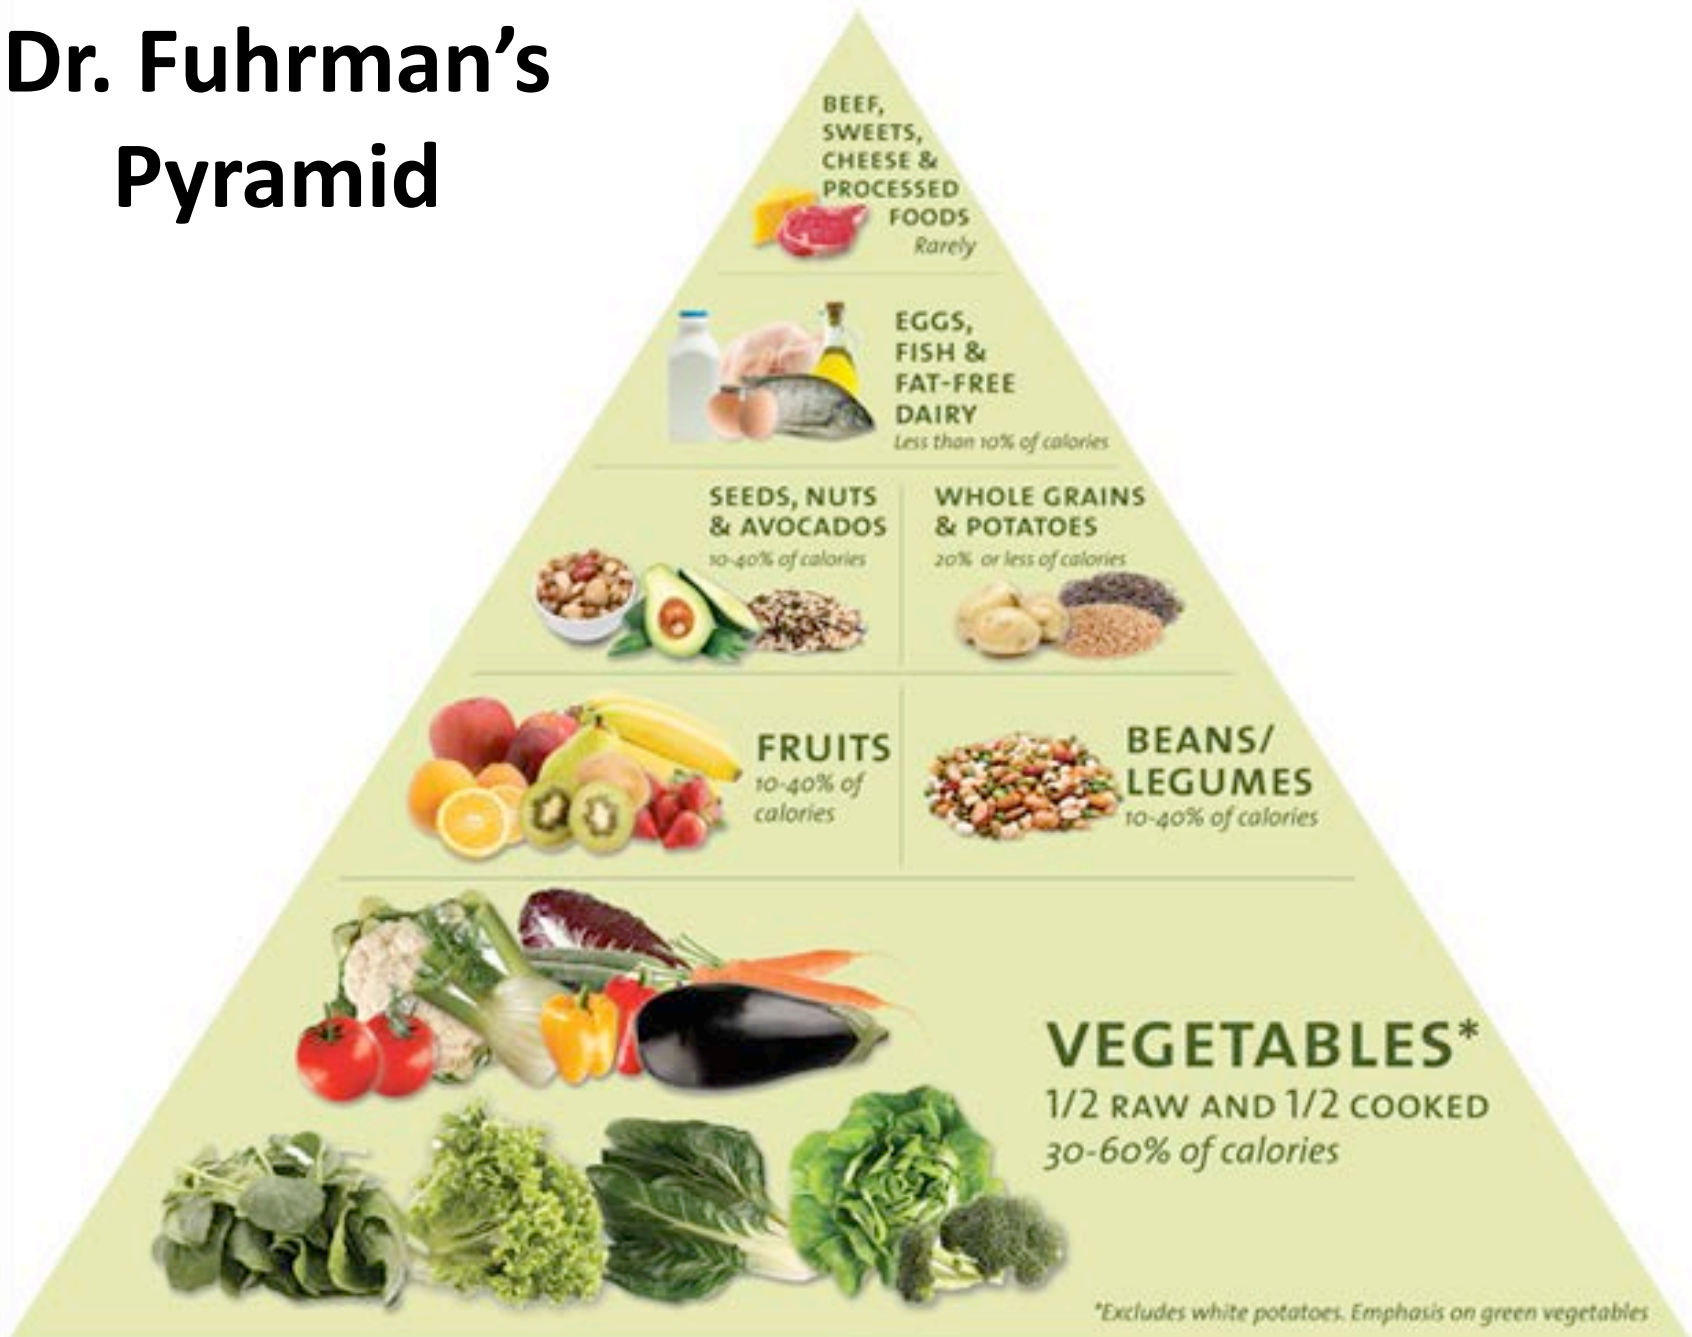 Dr. Fuhrman’s
Pyramid
BEEF,
SWEETS,
CHEESE &
PROCESSED
FOODS
Rarely
EGGS,
FISH &
FAT-FREE
DAIRY
Less than 10% of calories
SEEDS, NUTS
& AVOCADOS
10-40% of calories
WHOLE GRAINS
& POTATOES
20% or less of calories
FRUITS
10-40% of
calories
BEANS/
LEGUMES
10-40% of calories
VEGETABLES*
1/2 RAW AND 1/2 COOKED
30-60% of calories
*Excludes white potatoes. Emphasis on green vegetables